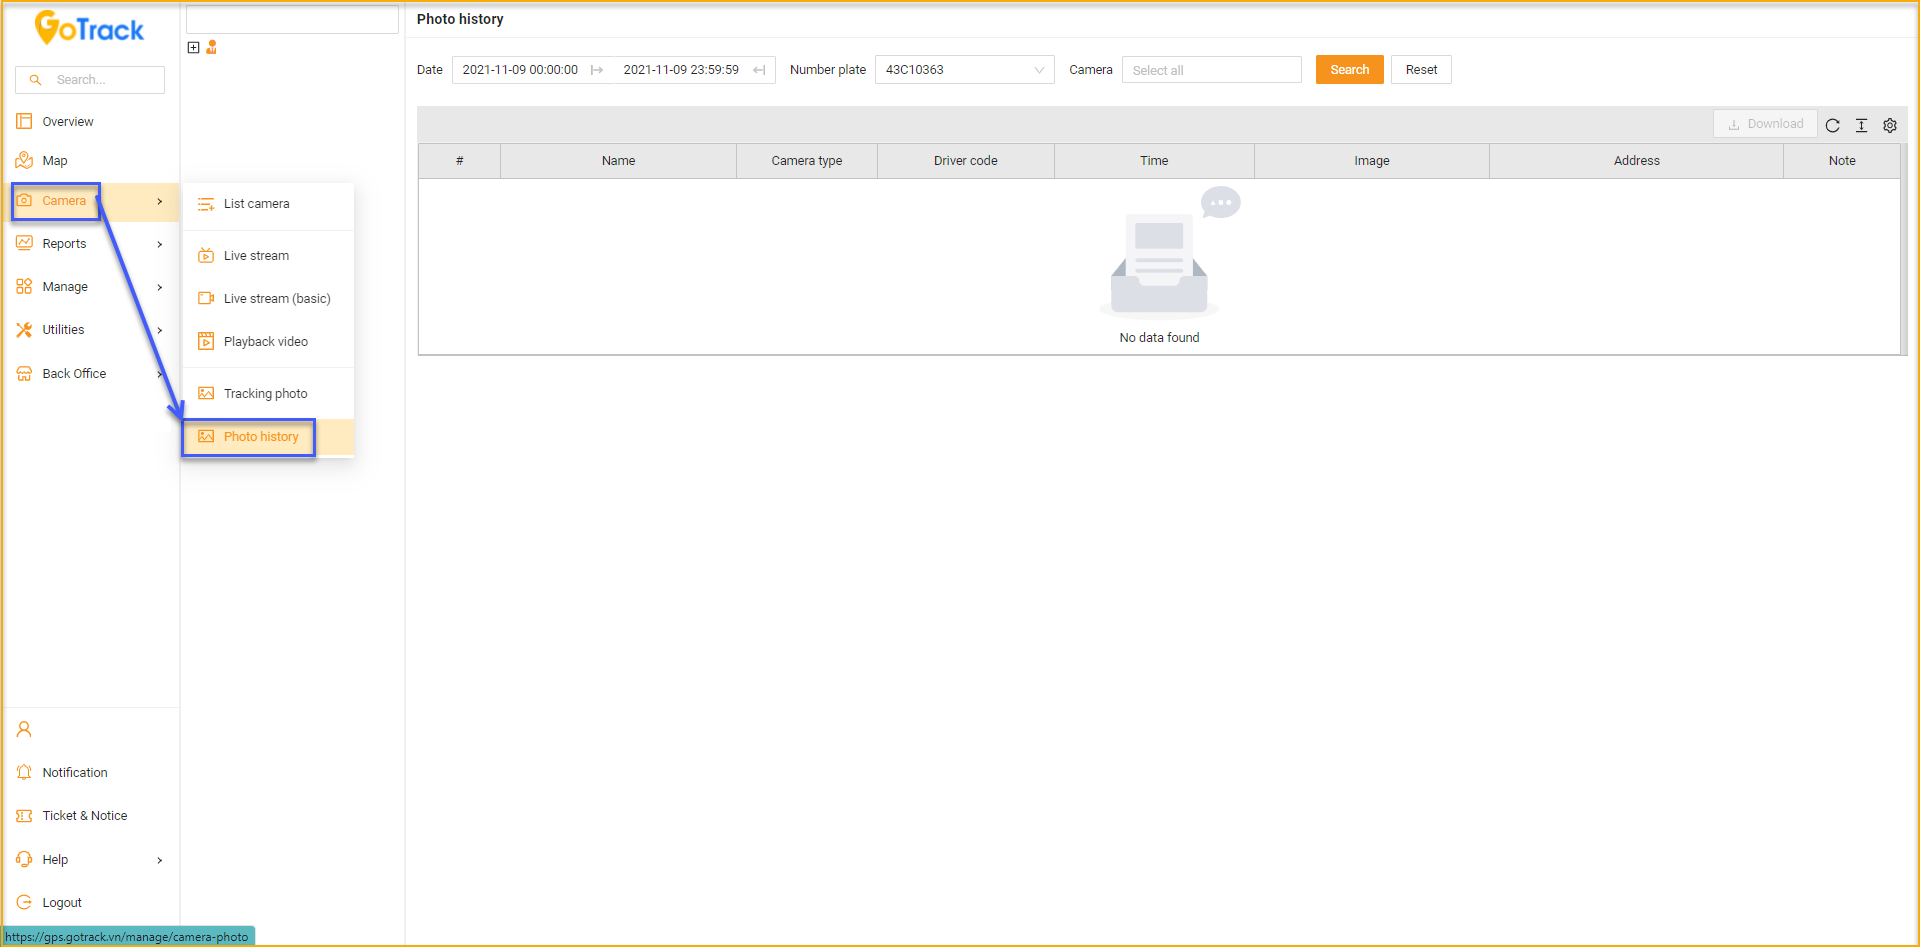 GoTrack
Search...
Overview
Map
Camera
Reports
Manage
Utilities
Back Office
Notification
Ticket & Notice
Help
Logout
https://gps.gotrack.vn/manage/camera-photo
List camera
Live stream
Live stream (basic)
Playback video
Tracking photo
Photo history
Photo history
Date 2021-11-09 00:00:00 2021-11-09 23:59:59 Number plate 43C10363 Camera Select all Search Reset
Download
# Name Camera type Driver code Time Image Address Note
No data found